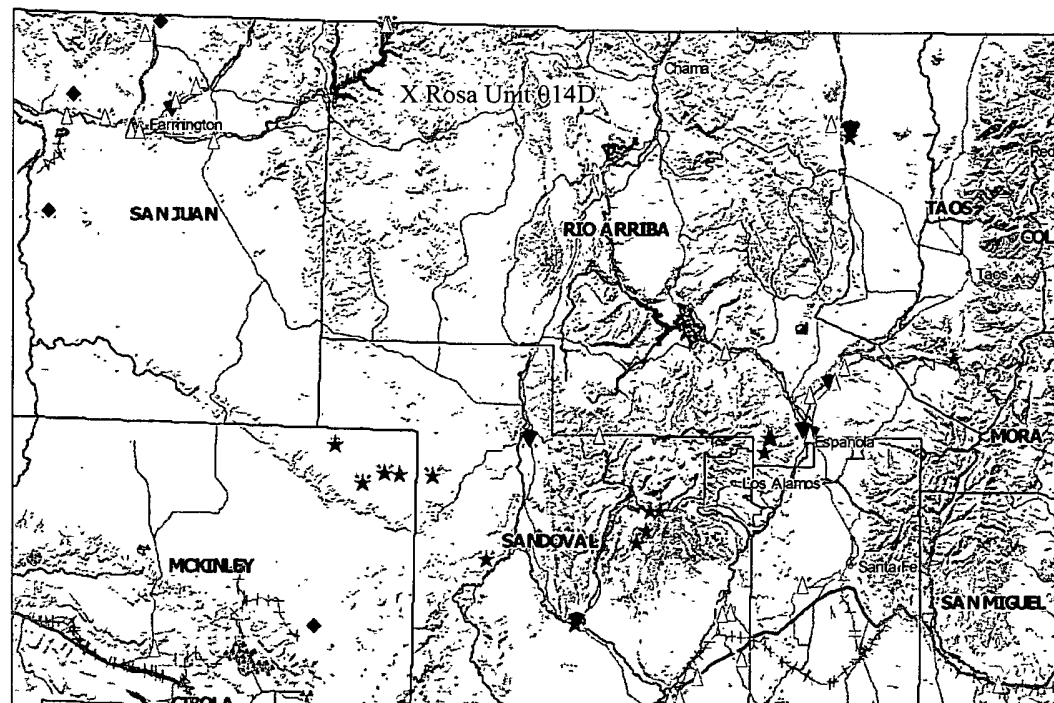 Chama
X Rosa Unit 014D
Farmington
SAN JUAN
TAOS
RIO ARRIBA
Taos
Española
MORA
Los Alamos
SANDOVAL
MCKINLEY
Santa Fe
SAN MIGUEL